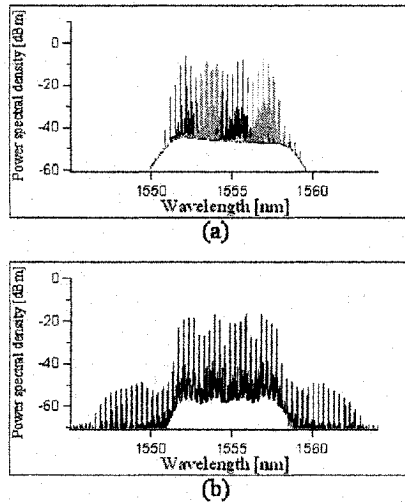 Power spectral density [dBm]
0
-20
-40
-60
1550
1555
1560
Wavelength [nm]
(a)
Power spectral density [dBm]
0
-20
-40
-60
1550
1555
1560
Wavelength [nm]
(b)